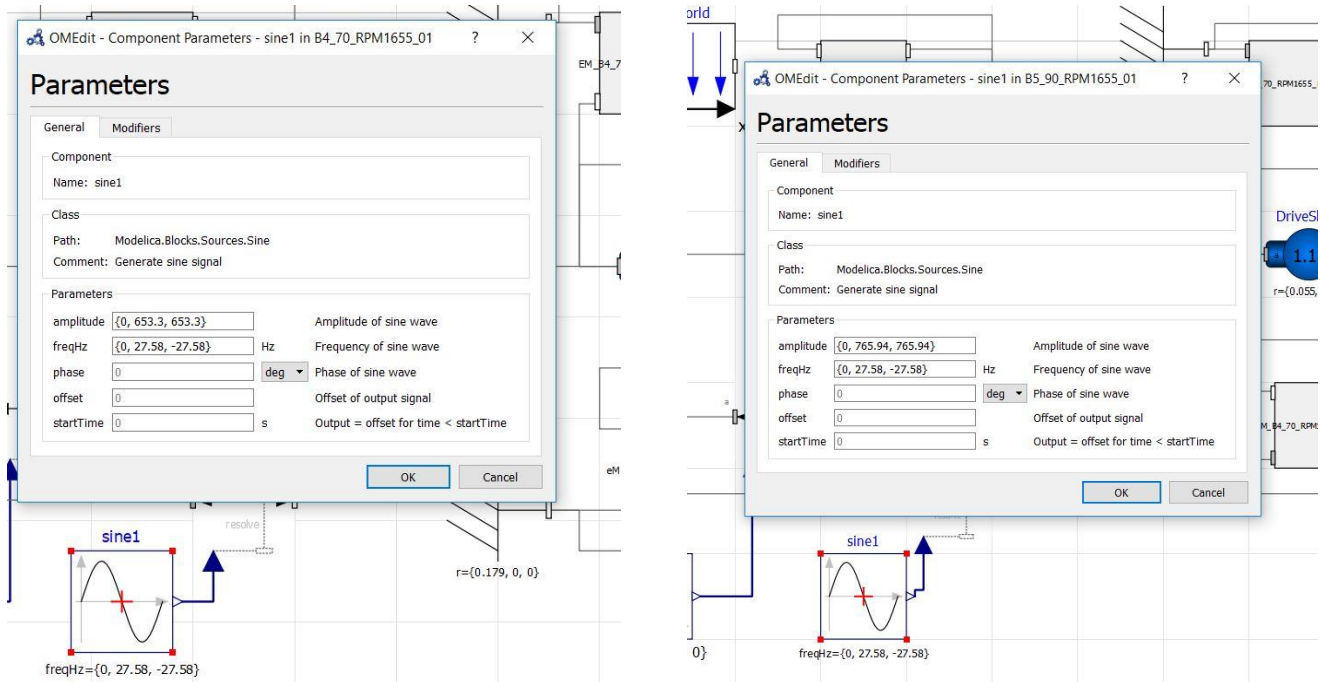 OMEdit - Component Parameters - sine1 in B4_70_RPM1655_01 ? ×
Parameters
General Modifiers
Component
Name: sine1
Class
Path: Modelica.Blocks.Sources.Sine
Comment: Generate sine signal
Parameters
amplitude {0, 653.3, 653.3} Amplitude of sine wave
freqHz {0, 27.58, -27.58} Hz Frequency of sine wave
phase 0 deg Phase of sine wave
offset 0 Offset of output signal
startTime 0 s Output = offset for time < startTime
OK Cancel
EM_B4_7
eM
resolve
sine1
r={0.179, 0, 0}
freqHz={0, 27.58, -27.58}
orld
x
OMEdit - Component Parameters - sine1 in B5_90_RPM1655_01 ? ×
Parameters
General Modifiers
Component
Name: sine1
Class
Path: Modelica.Blocks.Sources.Sine
Comment: Generate sine signal
Parameters
amplitude {0, 765.94, 765.94} Amplitude of sine wave
freqHz {0, 27.58, -27.58} Hz Frequency of sine wave
phase 0 deg Phase of sine wave
offset 0 Offset of output signal
startTime 0 s Output = offset for time < startTime
OK Cancel
_70_RPM1655_
DriveSl
1.1
r={0.055,
a
sine1
0}
freqHz={0, 27.58, -27.58}